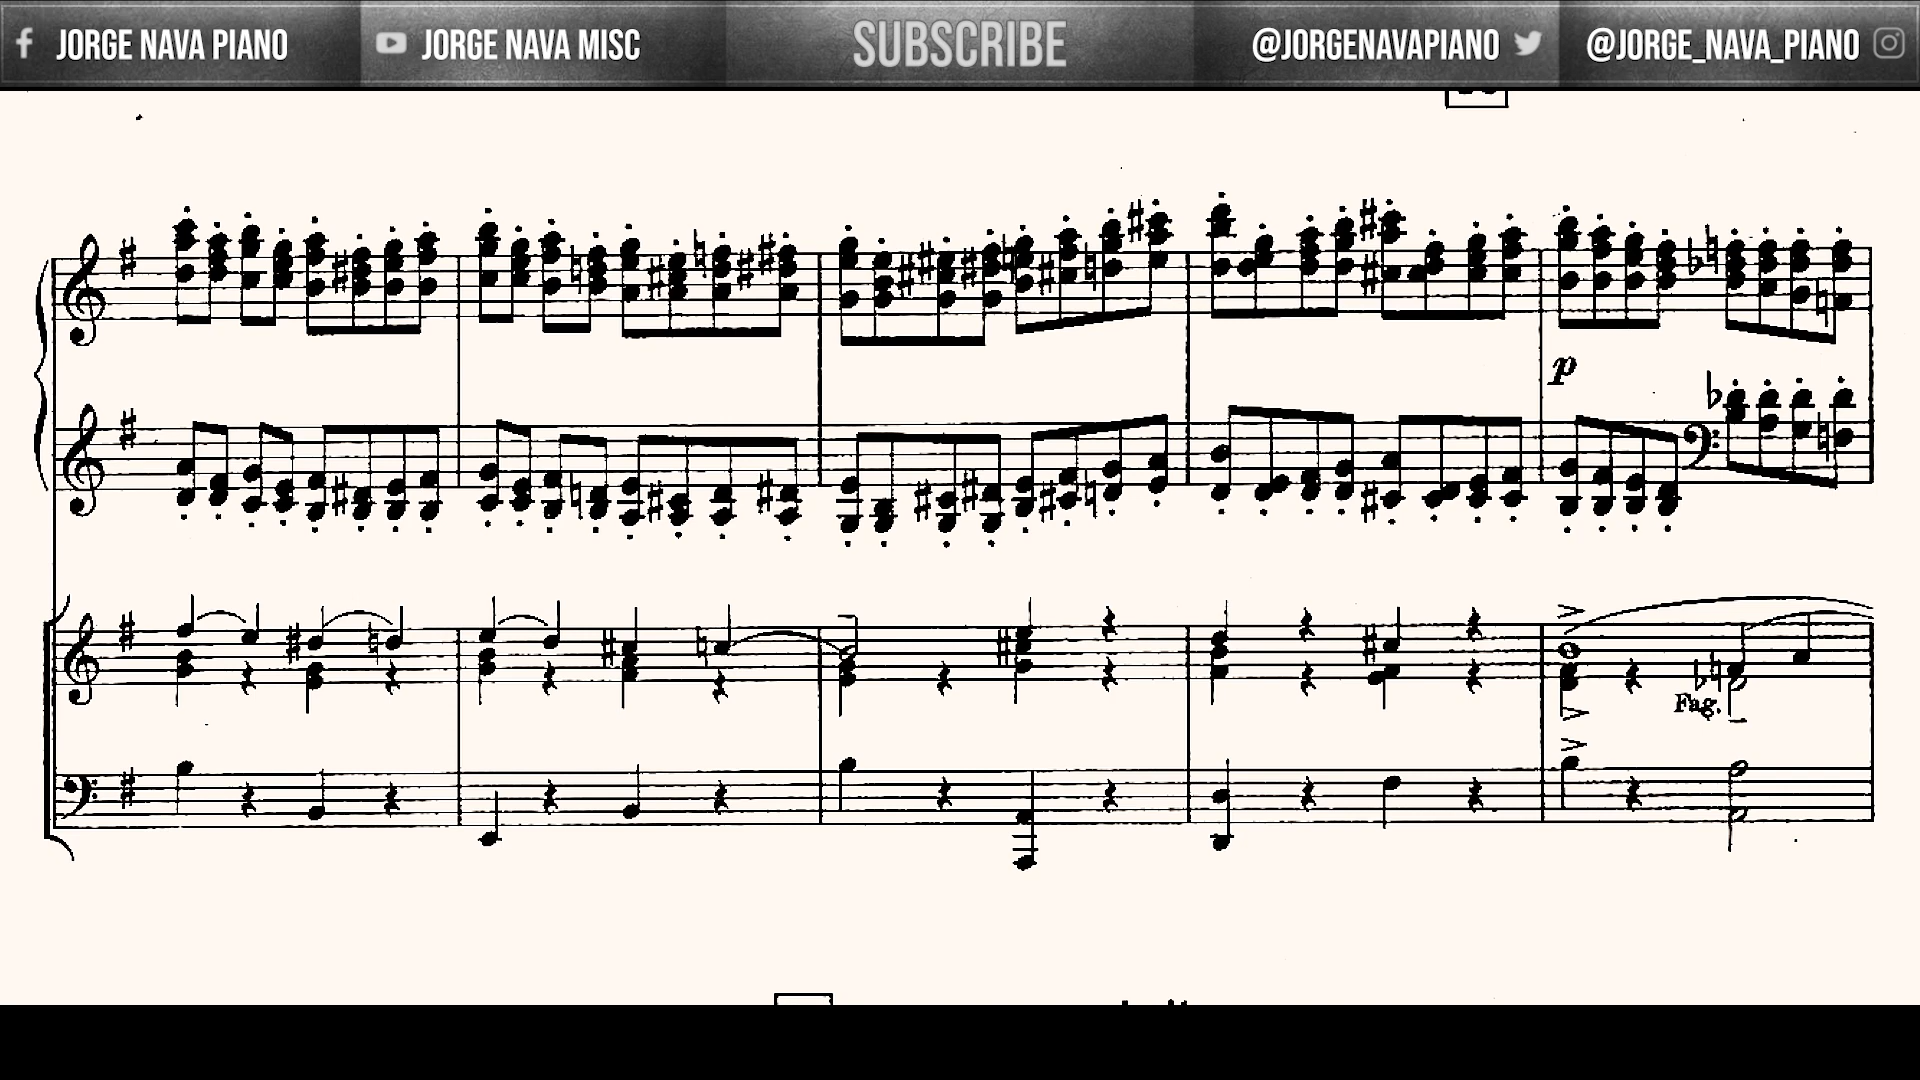 JORGE NAVA PIANO
JORGE NAVA MISC
SUBSCRIBE
@JORGENAVAPIANO
@JORGE_NAVA_PIANO
p
Fag.